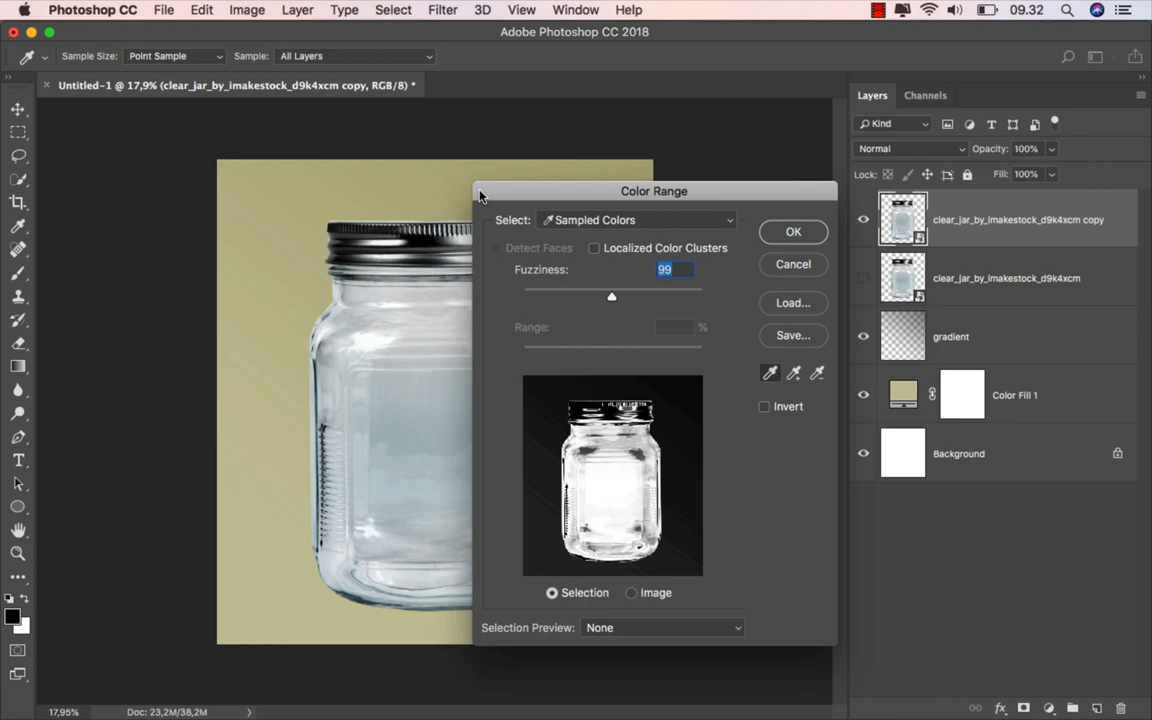 Photoshop CC File Edit Image Layer Type Select Filter 3D View Window Help 09.32
Adobe Photoshop CC 2018
Sample Size: Point Sample Sample: All Layers
Untitled-1 @ 17,9% (clear_jar_by_imakestock_d9k4xcm copy, RGB/8) *
Layers Channels
Kind
Normal Opacity: 100%
Lock: Fill: 100%
clear_jar_by_imakestock_d9k4xcm copy
clear_jar_by_imakestock_d9k4xcm
gradient
Color Fill 1
Background
Color Range
Select: Sampled Colors OK
Detect Faces Localized Color Clusters
Fuzziness: 99 Cancel
Load...
Range: %
Save...
Invert
Selection Image
Selection Preview: None
17,95% Doc: 23,2M/38,2M